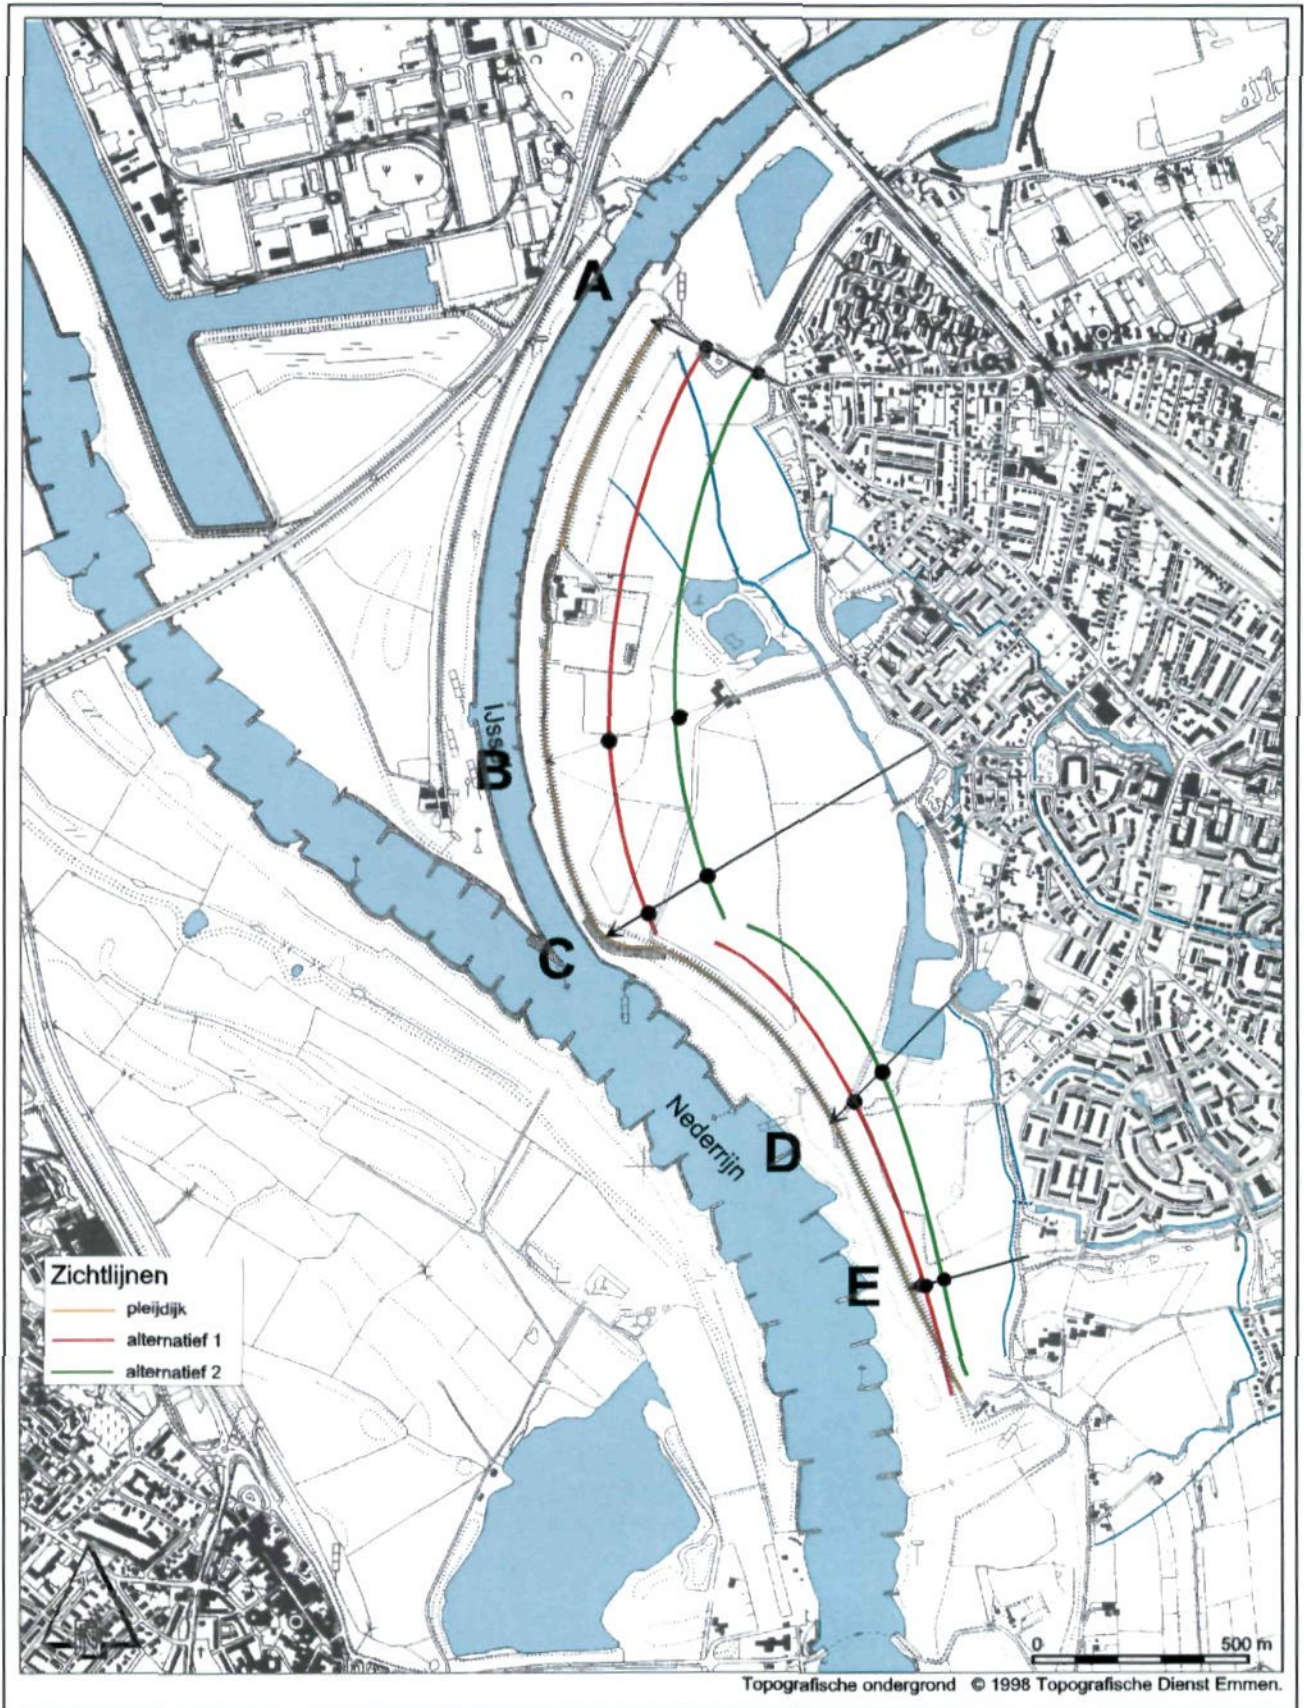 A
IJssel
B
C
Nederrijn
D
E
Zichtlijnen
pleijdijk
alternatief 1
alternatief 2
0 500 m
Topografische ondergrond © 1998 Topografische Dienst Emmen.